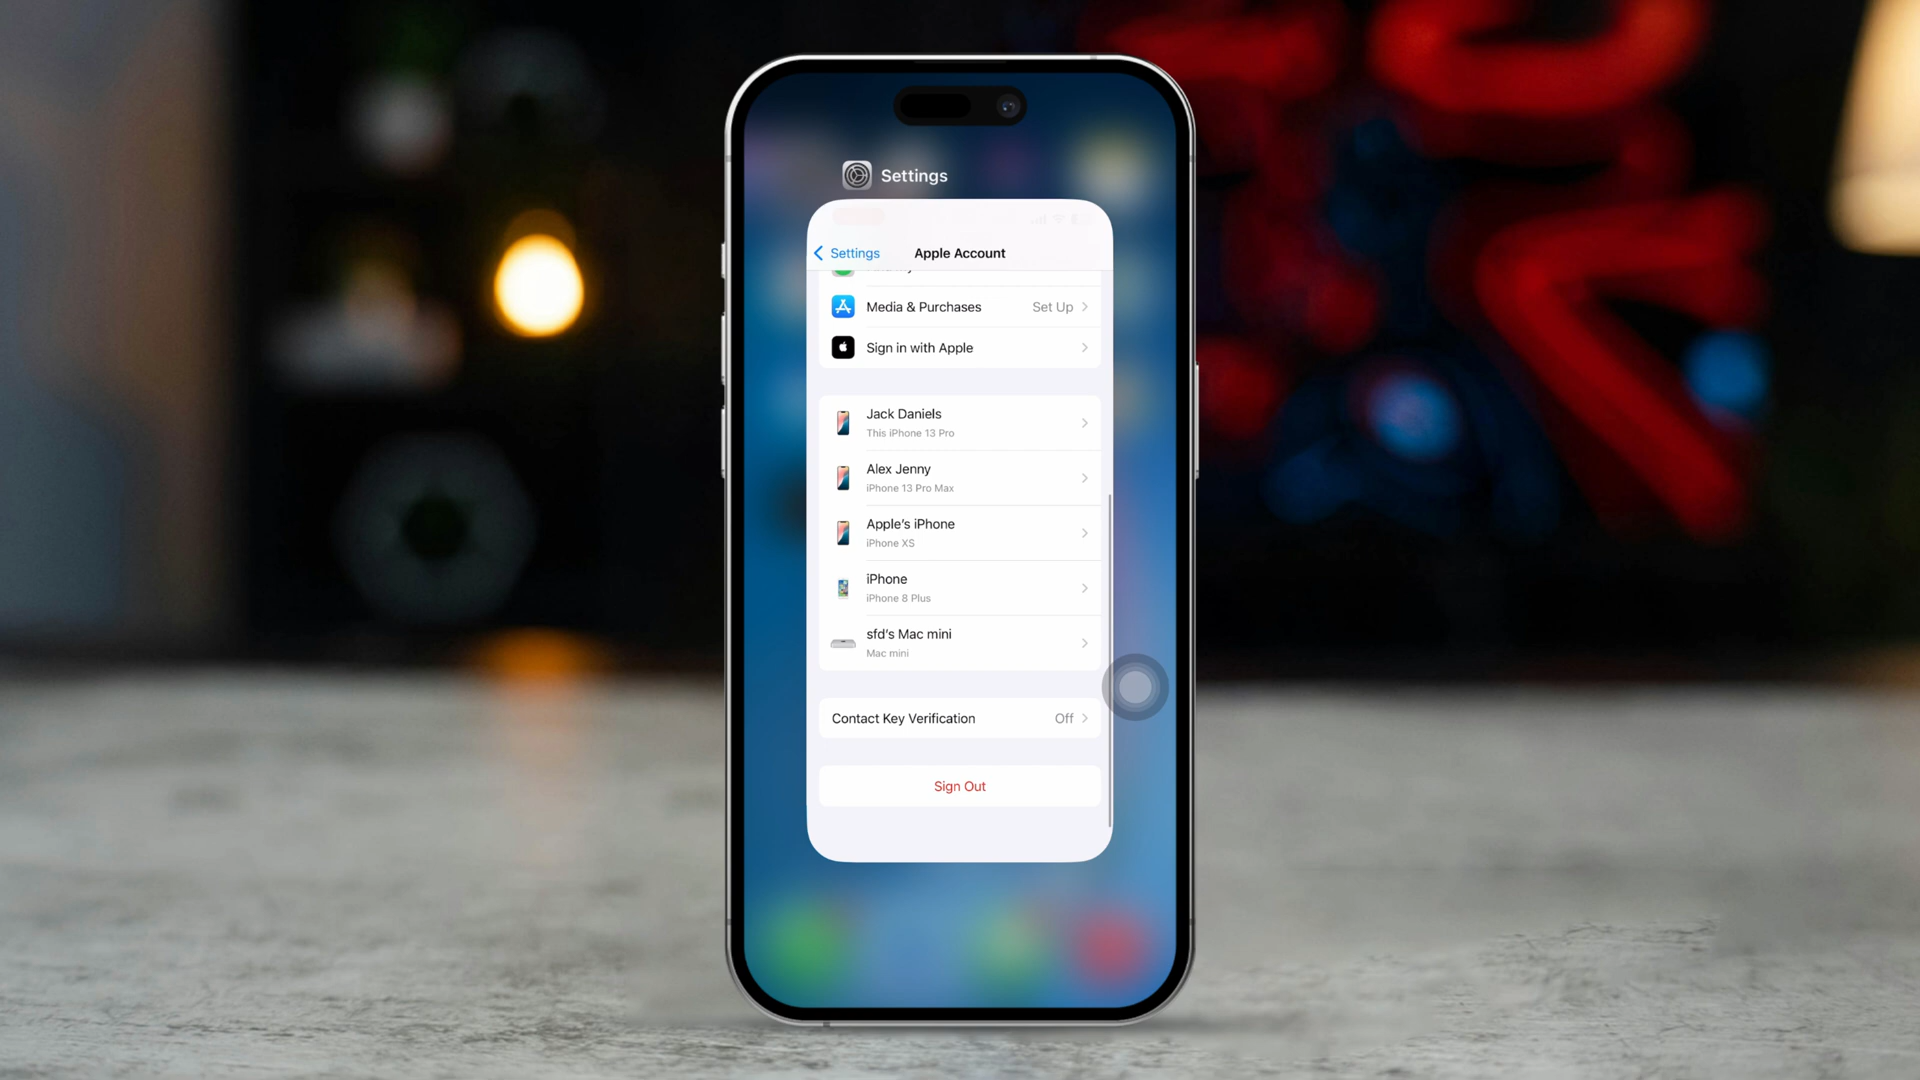 Settings
Settings
Apple Account
Media & Purchases
Set Up
Sign in with Apple
Jack Daniels
This iPhone 13 Pro
Alex Jenny
iPhone 13 Pro Max
Apple’s iPhone
iPhone XS
iPhone
iPhone 8 Plus
sfd’s Mac mini
Mac mini
Contact Key Verification
Off
Sign Out